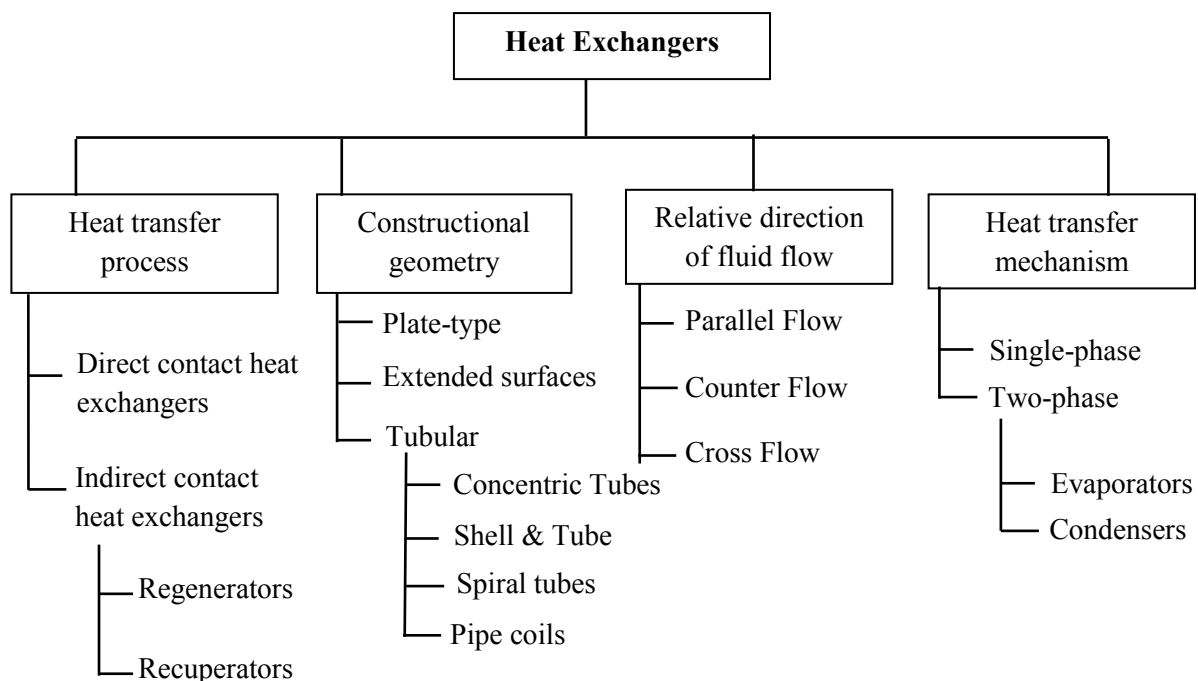 Heat Exchangers
Heat transfer
process
Constructional
geometry
Relative direction
of fluid flow
Heat transfer
mechanism
Direct contact heat
exchangers
Indirect contact
heat exchangers
Regenerators
Recuperators
Plate-type
Extended surfaces
Tubular
Concentric Tubes
Shell & Tube
Spiral tubes
Pipe coils
Parallel Flow
Counter Flow
Cross Flow
Single-phase
Two-phase
Evaporators
Condensers